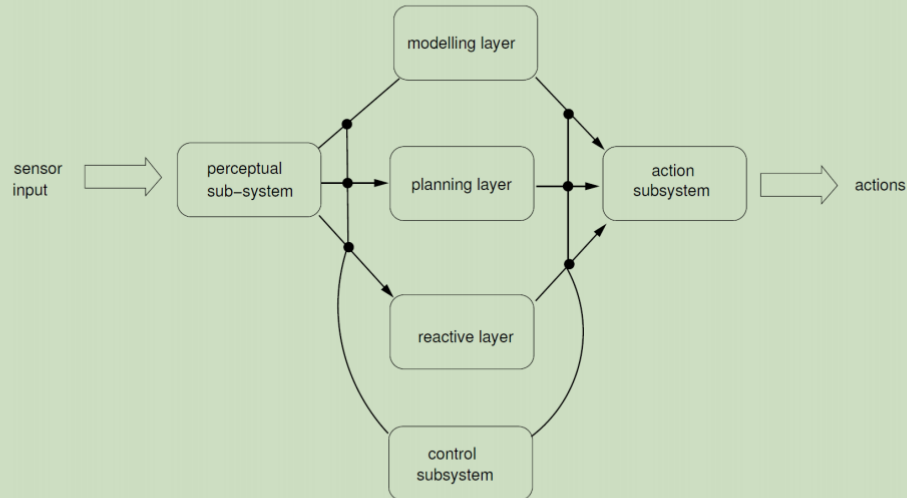 modelling layer
sensor
input
perceptual
sub-system
planning layer
action
subsystem
actions
reactive layer
control
subsystem